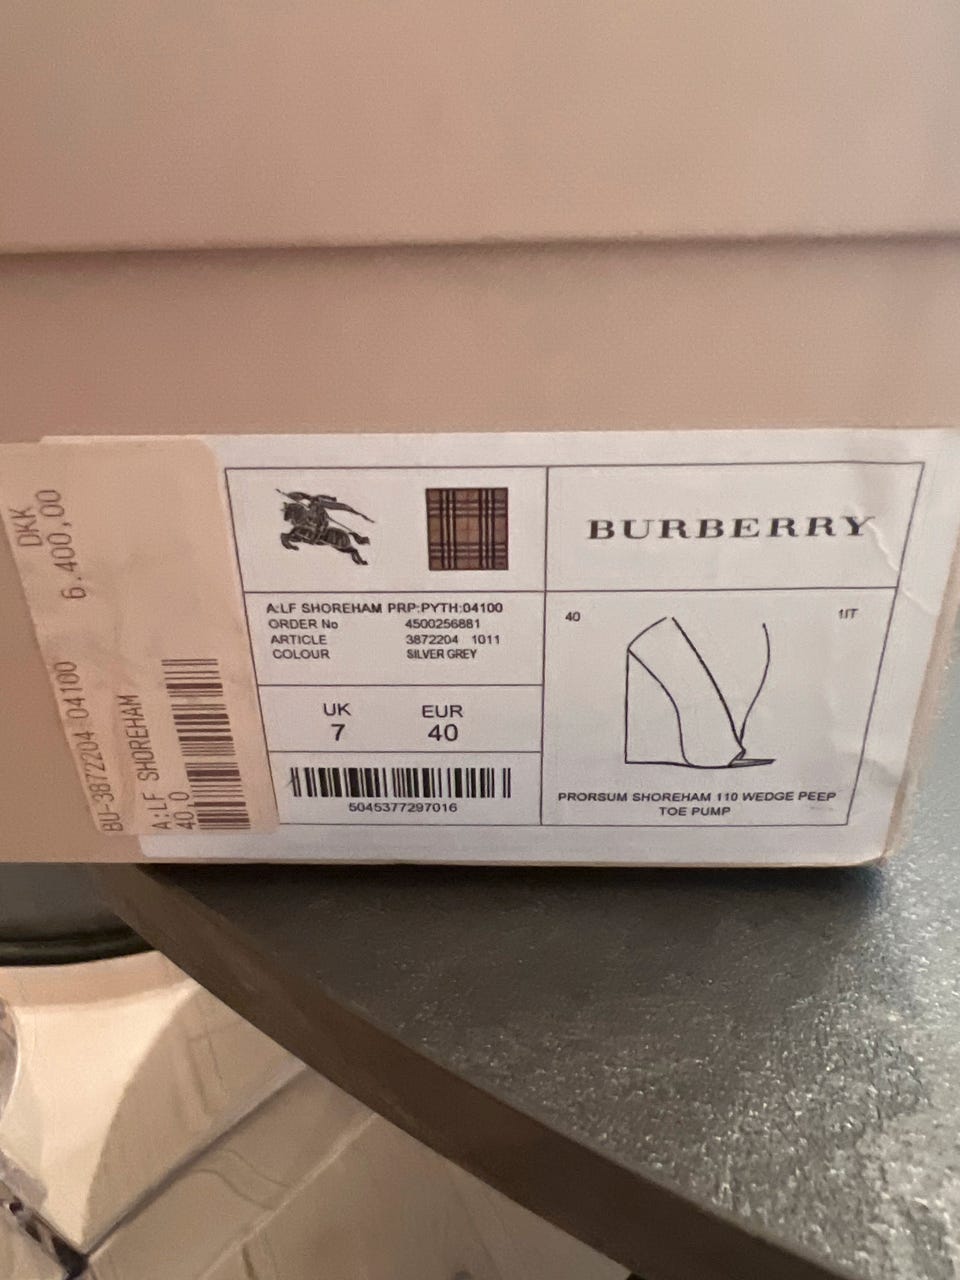 DKK
6.400,00
BU-3872204 04100
A:LF SHOREHAM
40,0
BURBERRY
A:LF SHOREHAM PRP:PYTH:04100
ORDER No 4500256881
ARTICLE 3872204 1011
COLOUR SILVER GREY
UK EUR
7 40
5045377297016
40 1IT
PRORSUM SHOREHAM 110 WEDGE PEEP
TOE PUMP